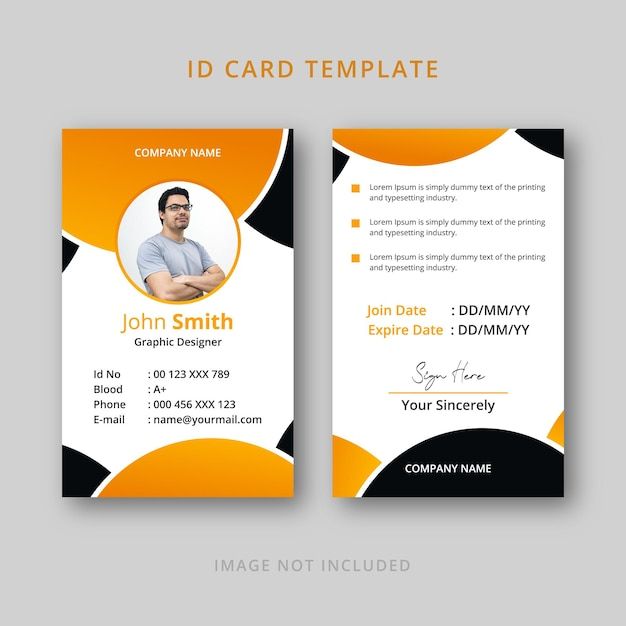 ID CARD TEMPLATE
COMPANY NAME
John Smith
Graphic Designer
Id No : 00 123 XXX 789
Blood : A+
Phone : 000 456 XXX 123
E-mail : name@yourmail.com
Lorem Ipsum is simply dummy text of the printing
and typesetting industry.
Lorem Ipsum is simply dummy text of the printing
and typesetting industry.
Lorem Ipsum is simply dummy text of the printing
and typesetting industry.
Join Date : DD/MM/YY
Expire Date : DD/MM/YY
Sign Here
Your Sincerely
COMPANY NAME
IMAGE NOT INCLUDED